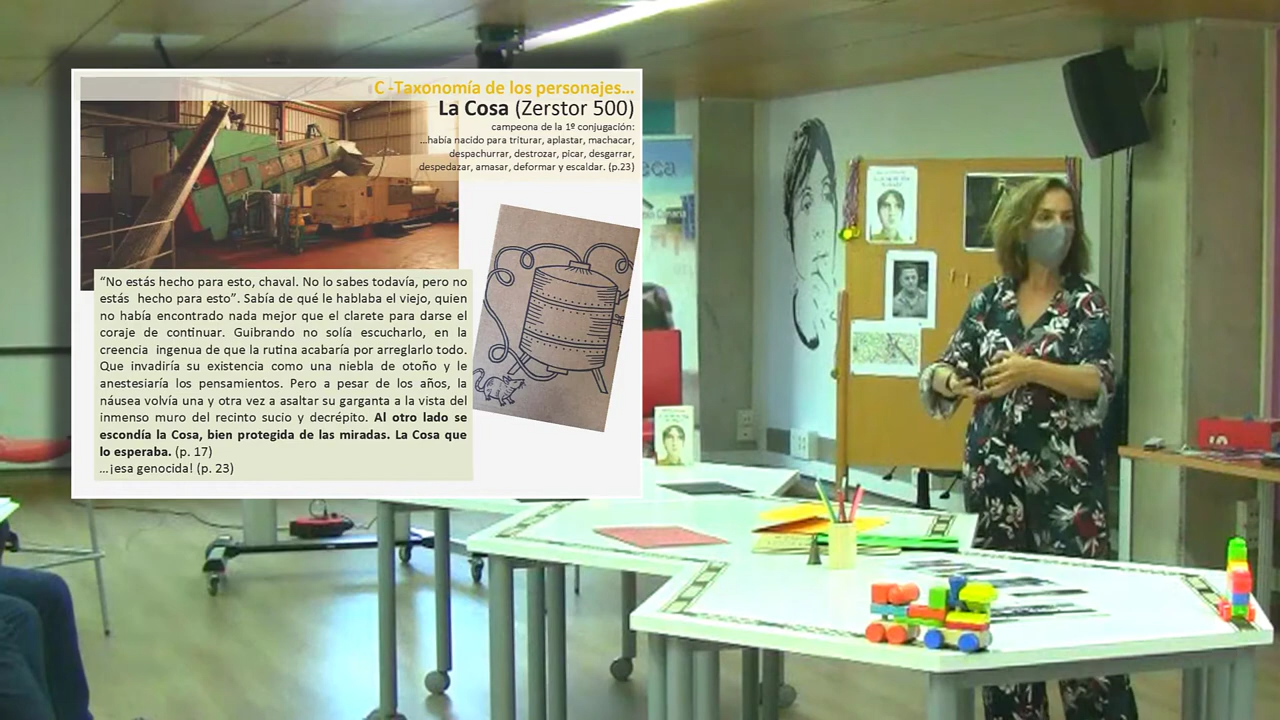 C -Taxonomía de los personajes...
La Cosa (Zerstor 500)
campeona de la 1º conjugación:
...había nacido para triturar, aplastar, machacar,
despachurrar, destrozar, picar, desgarrar,
despedazar, amasar, deformar y escaldar. (p.23)
“No estás hecho para esto, chaval. No lo sabes todavía, pero no
estás hecho para esto”. Sabía de qué le hablaba el viejo, quien
no había encontrado nada mejor que el clarete para darse el
coraje de continuar. Guibrando no solía escucharlo, en la
creencia ingenua de que la rutina acabaría por arreglarlo todo.
Que invadiría su existencia como una niebla de otoño y le
anestesiaría los pensamientos. Pero a pesar de los años, la
náusea volvía una y otra vez a asaltar su garganta a la vista del
inmenso muro del recinto sucio y decrépito. Al otro lado se
escondía la Cosa, bien protegida de las miradas. La Cosa que
lo esperaba. (p. 17)
...¡esa genocida! (p. 23)